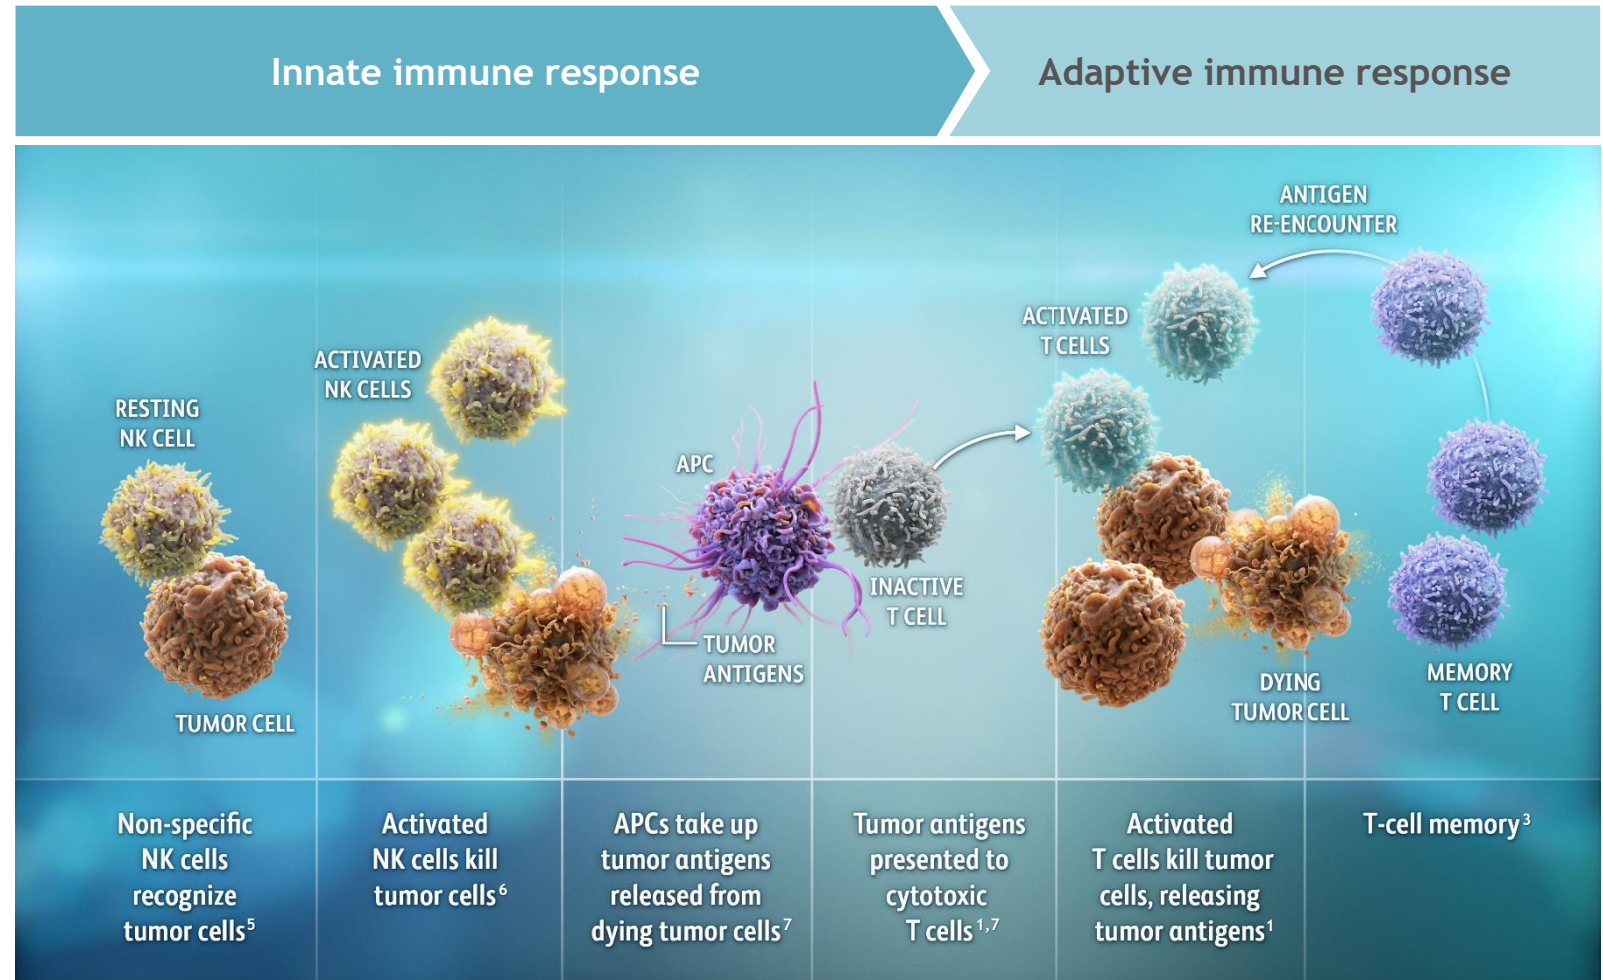 Innate immune response
Adaptive immune response
ANTIGEN
RE-ENCOUNTER
ACTIVATED
T CELLS
ACTIVATED
NK CELLS
RESTING
NK CELL
APC
INACTIVE
T CELL
TUMOR
ANTIGENS
TUMOR CELL
DYING
TUMOR CELL
MEMORY
T CELL
Non-specific
NK cells
recognize
tumor cells⁵
Activated
NK cells kill
tumor cells⁶
APCs take up
tumor antigens
released from
dying tumor cells⁷
Tumor antigens
presented to
cytotoxic
T cells¹,⁷
Activated
T cells kill tumor
cells, releasing
tumor antigens¹
T-cell memory³